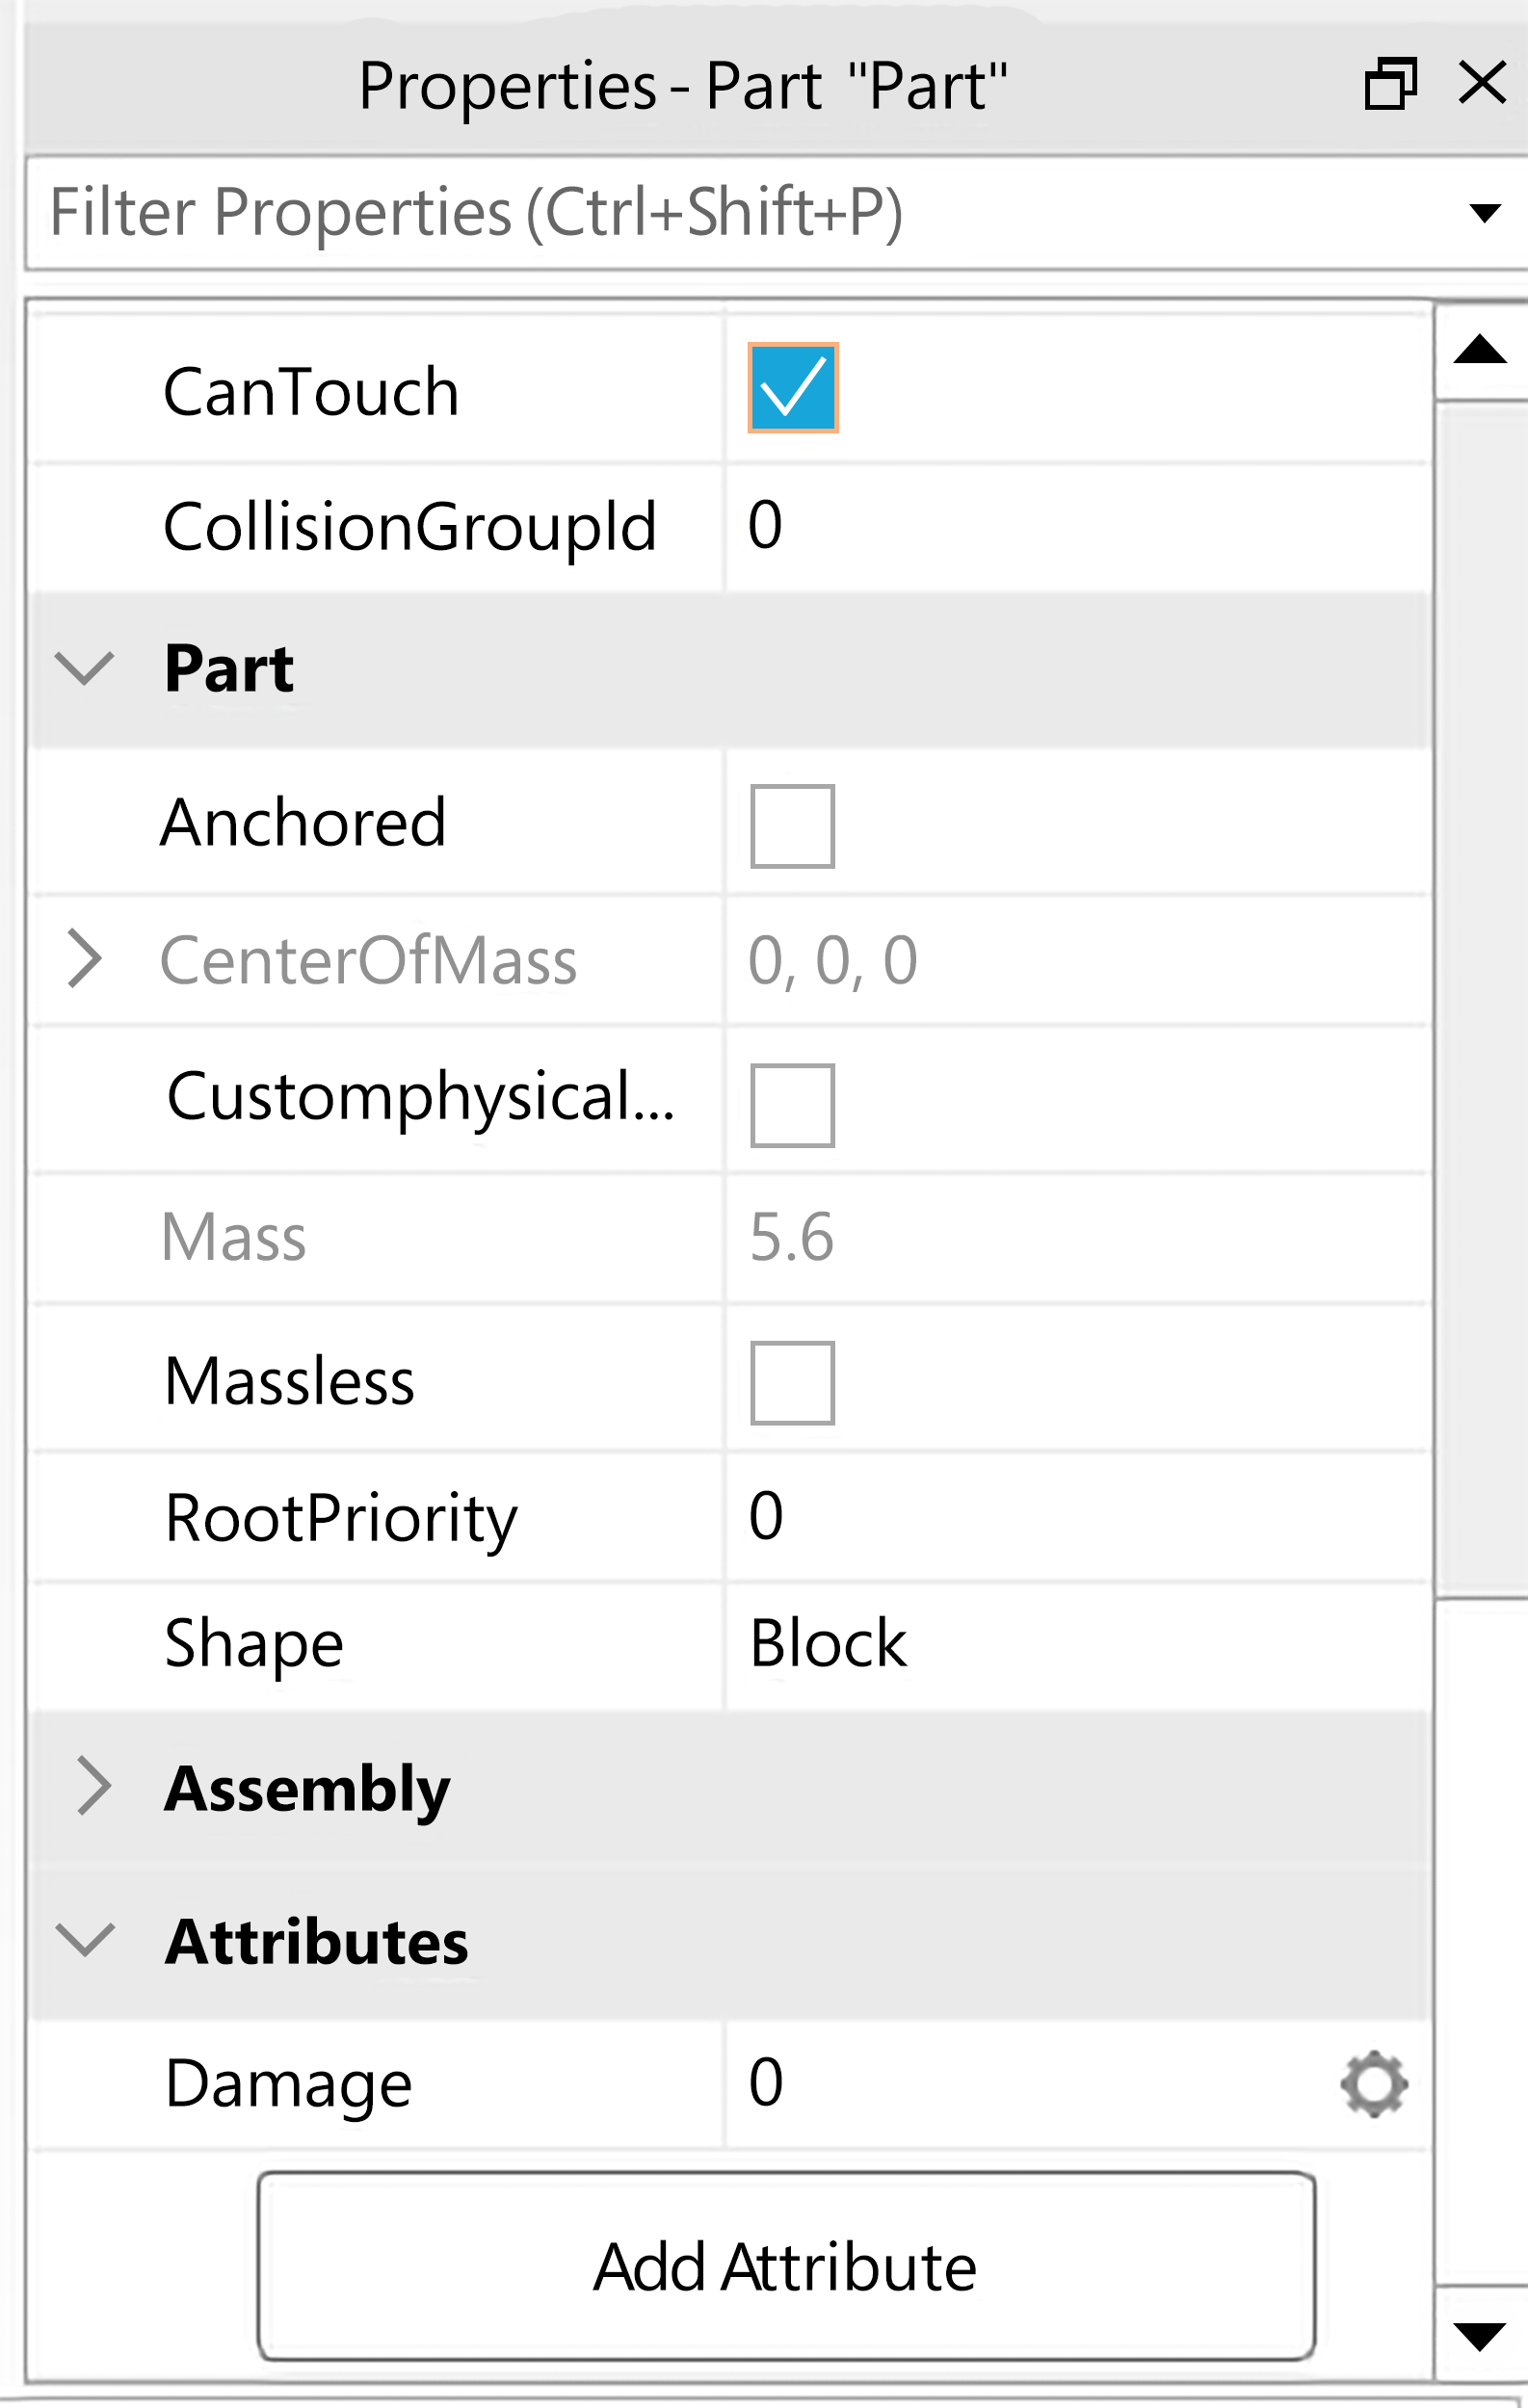 Properties - Part "Part"
Filter Properties (Ctrl+Shift+P)
CanTouch
CollisionGroupId 0
Part
Anchored
CenterOfMass 0, 0, 0
Customphysical...
Mass 5.6
Massless
RootPriority 0
Shape Block
Assembly
Attributes
Damage 0
Add Attribute